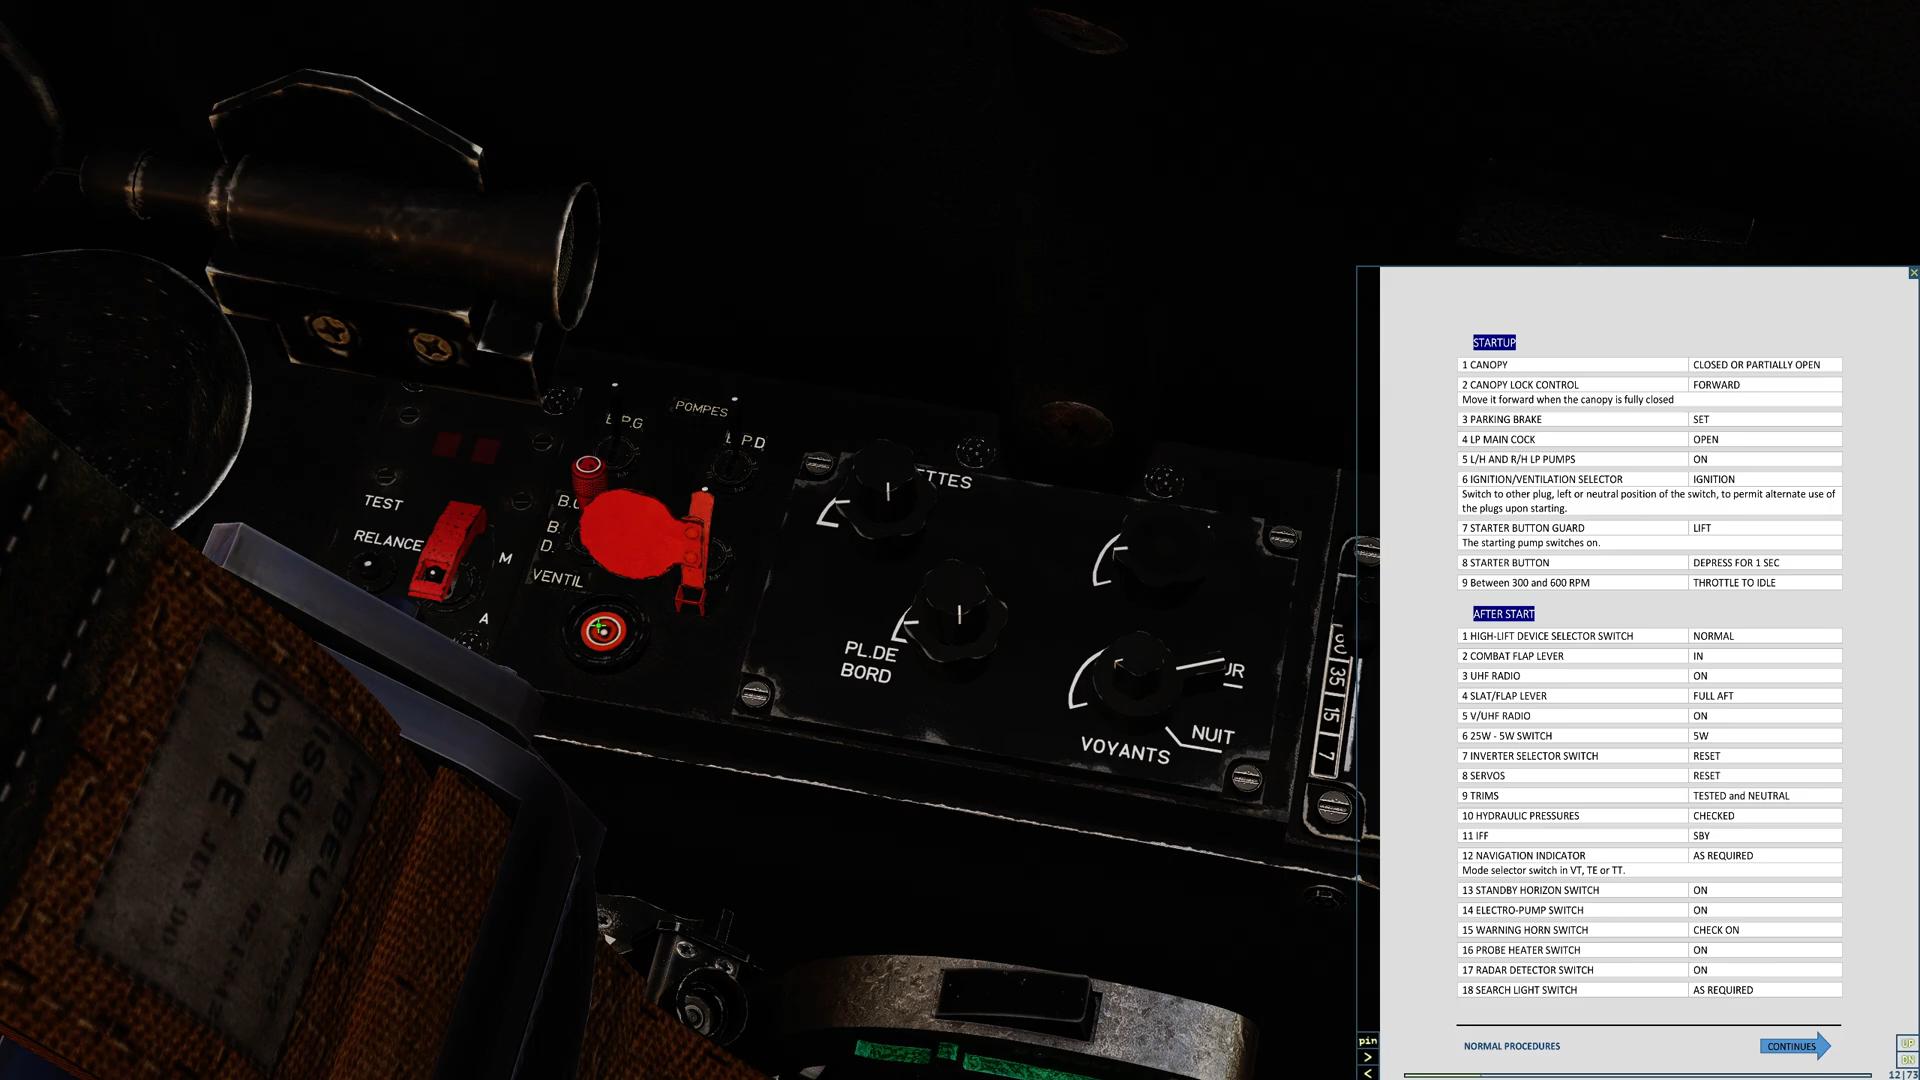 POMPES
B.P.G
B.P.D
TEST
RELANCE
M
A
B.
D.
VENTIL
ETTES
PL.DE
BORD
VOYANTS
NUIT
35
15
7
ISSUE
DATE
STARTUP
1 CANOPY CLOSED OR PARTIALLY OPEN
2 CANOPY LOCK CONTROL FORWARD
Move it forward when the canopy is fully closed
3 PARKING BRAKE SET
4 LP MAIN COCK OPEN
5 L/H AND R/H LP PUMPS ON
6 IGNITION/VENTILATION SELECTOR IGNITION
Switch to other plug, left or neutral position of the switch, to permit alternate use of
the plugs upon starting.
7 STARTER BUTTON GUARD LIFT
The starting pump switches on.
8 STARTER BUTTON DEPRESS FOR 1 SEC
9 Between 300 and 600 RPM THROTTLE TO IDLE
AFTER START
1 HIGH-LIFT DEVICE SELECTOR SWITCH NORMAL
2 COMBAT FLAP LEVER IN
3 UHF RADIO ON
4 SLAT/FLAP LEVER FULL AFT
5 V/UHF RADIO ON
6 25W - 5W SWITCH 5W
7 INVERTER SELECTOR SWITCH RESET
8 SERVOS RESET
9 TRIMS TESTED and NEUTRAL
10 HYDRAULIC PRESSURES CHECKED
11 IFF SBY
12 NAVIGATION INDICATOR AS REQUIRED
Mode selector switch in VT, TE or TT.
13 STANDBY HORIZON SWITCH ON
14 ELECTRO-PUMP SWITCH ON
15 WARNING HORN SWITCH CHECK ON
16 PROBE HEATER SWITCH ON
17 RADAR DETECTOR SWITCH ON
18 SEARCH LIGHT SWITCH AS REQUIRED
NORMAL PROCEDURES CONTINUES
pin
>
<
UP
DN
12|73